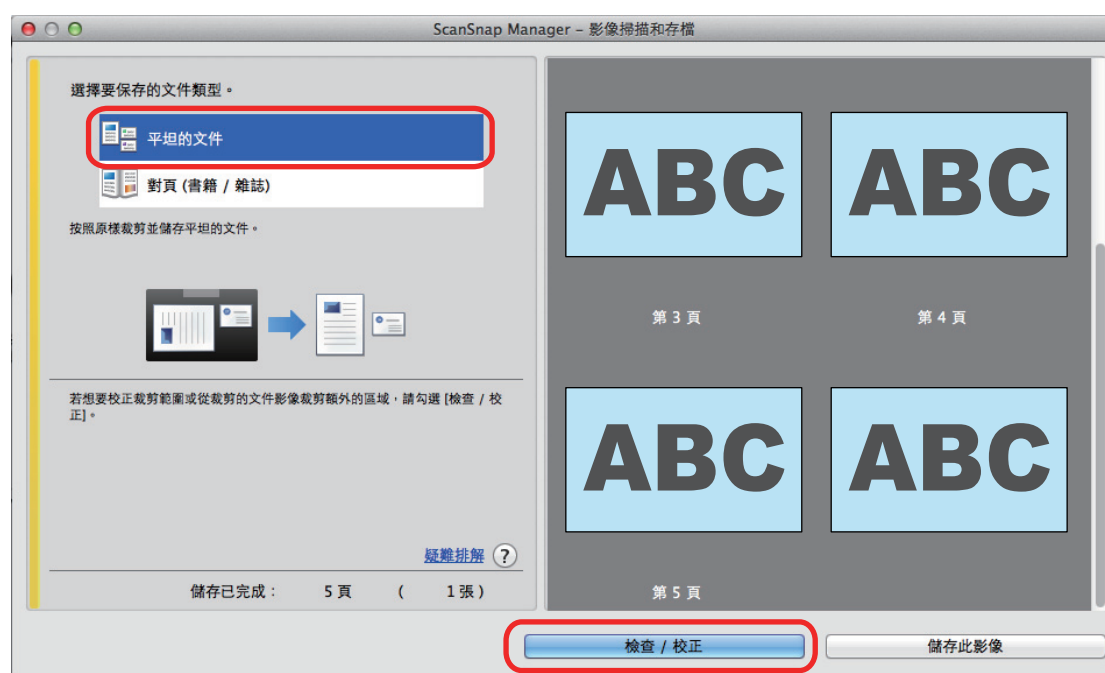 ScanSnap Manager – 影像掃描和存檔
選擇要保存的文件類型。
平坦的文件
對頁 (書籍 / 雜誌)
按照原樣裁剪並儲存平坦的文件。
若想要校正裁剪範圍或從裁剪的文件影像裁剪額外的區域，請勾選 [檢查 / 校
正]。
疑難排解 ?
儲存已完成： 5 頁 ( 1 張 )
ABC ABC
第 3 頁 第 4 頁
ABC ABC
第 5 頁
檢查 / 校正 儲存此影像